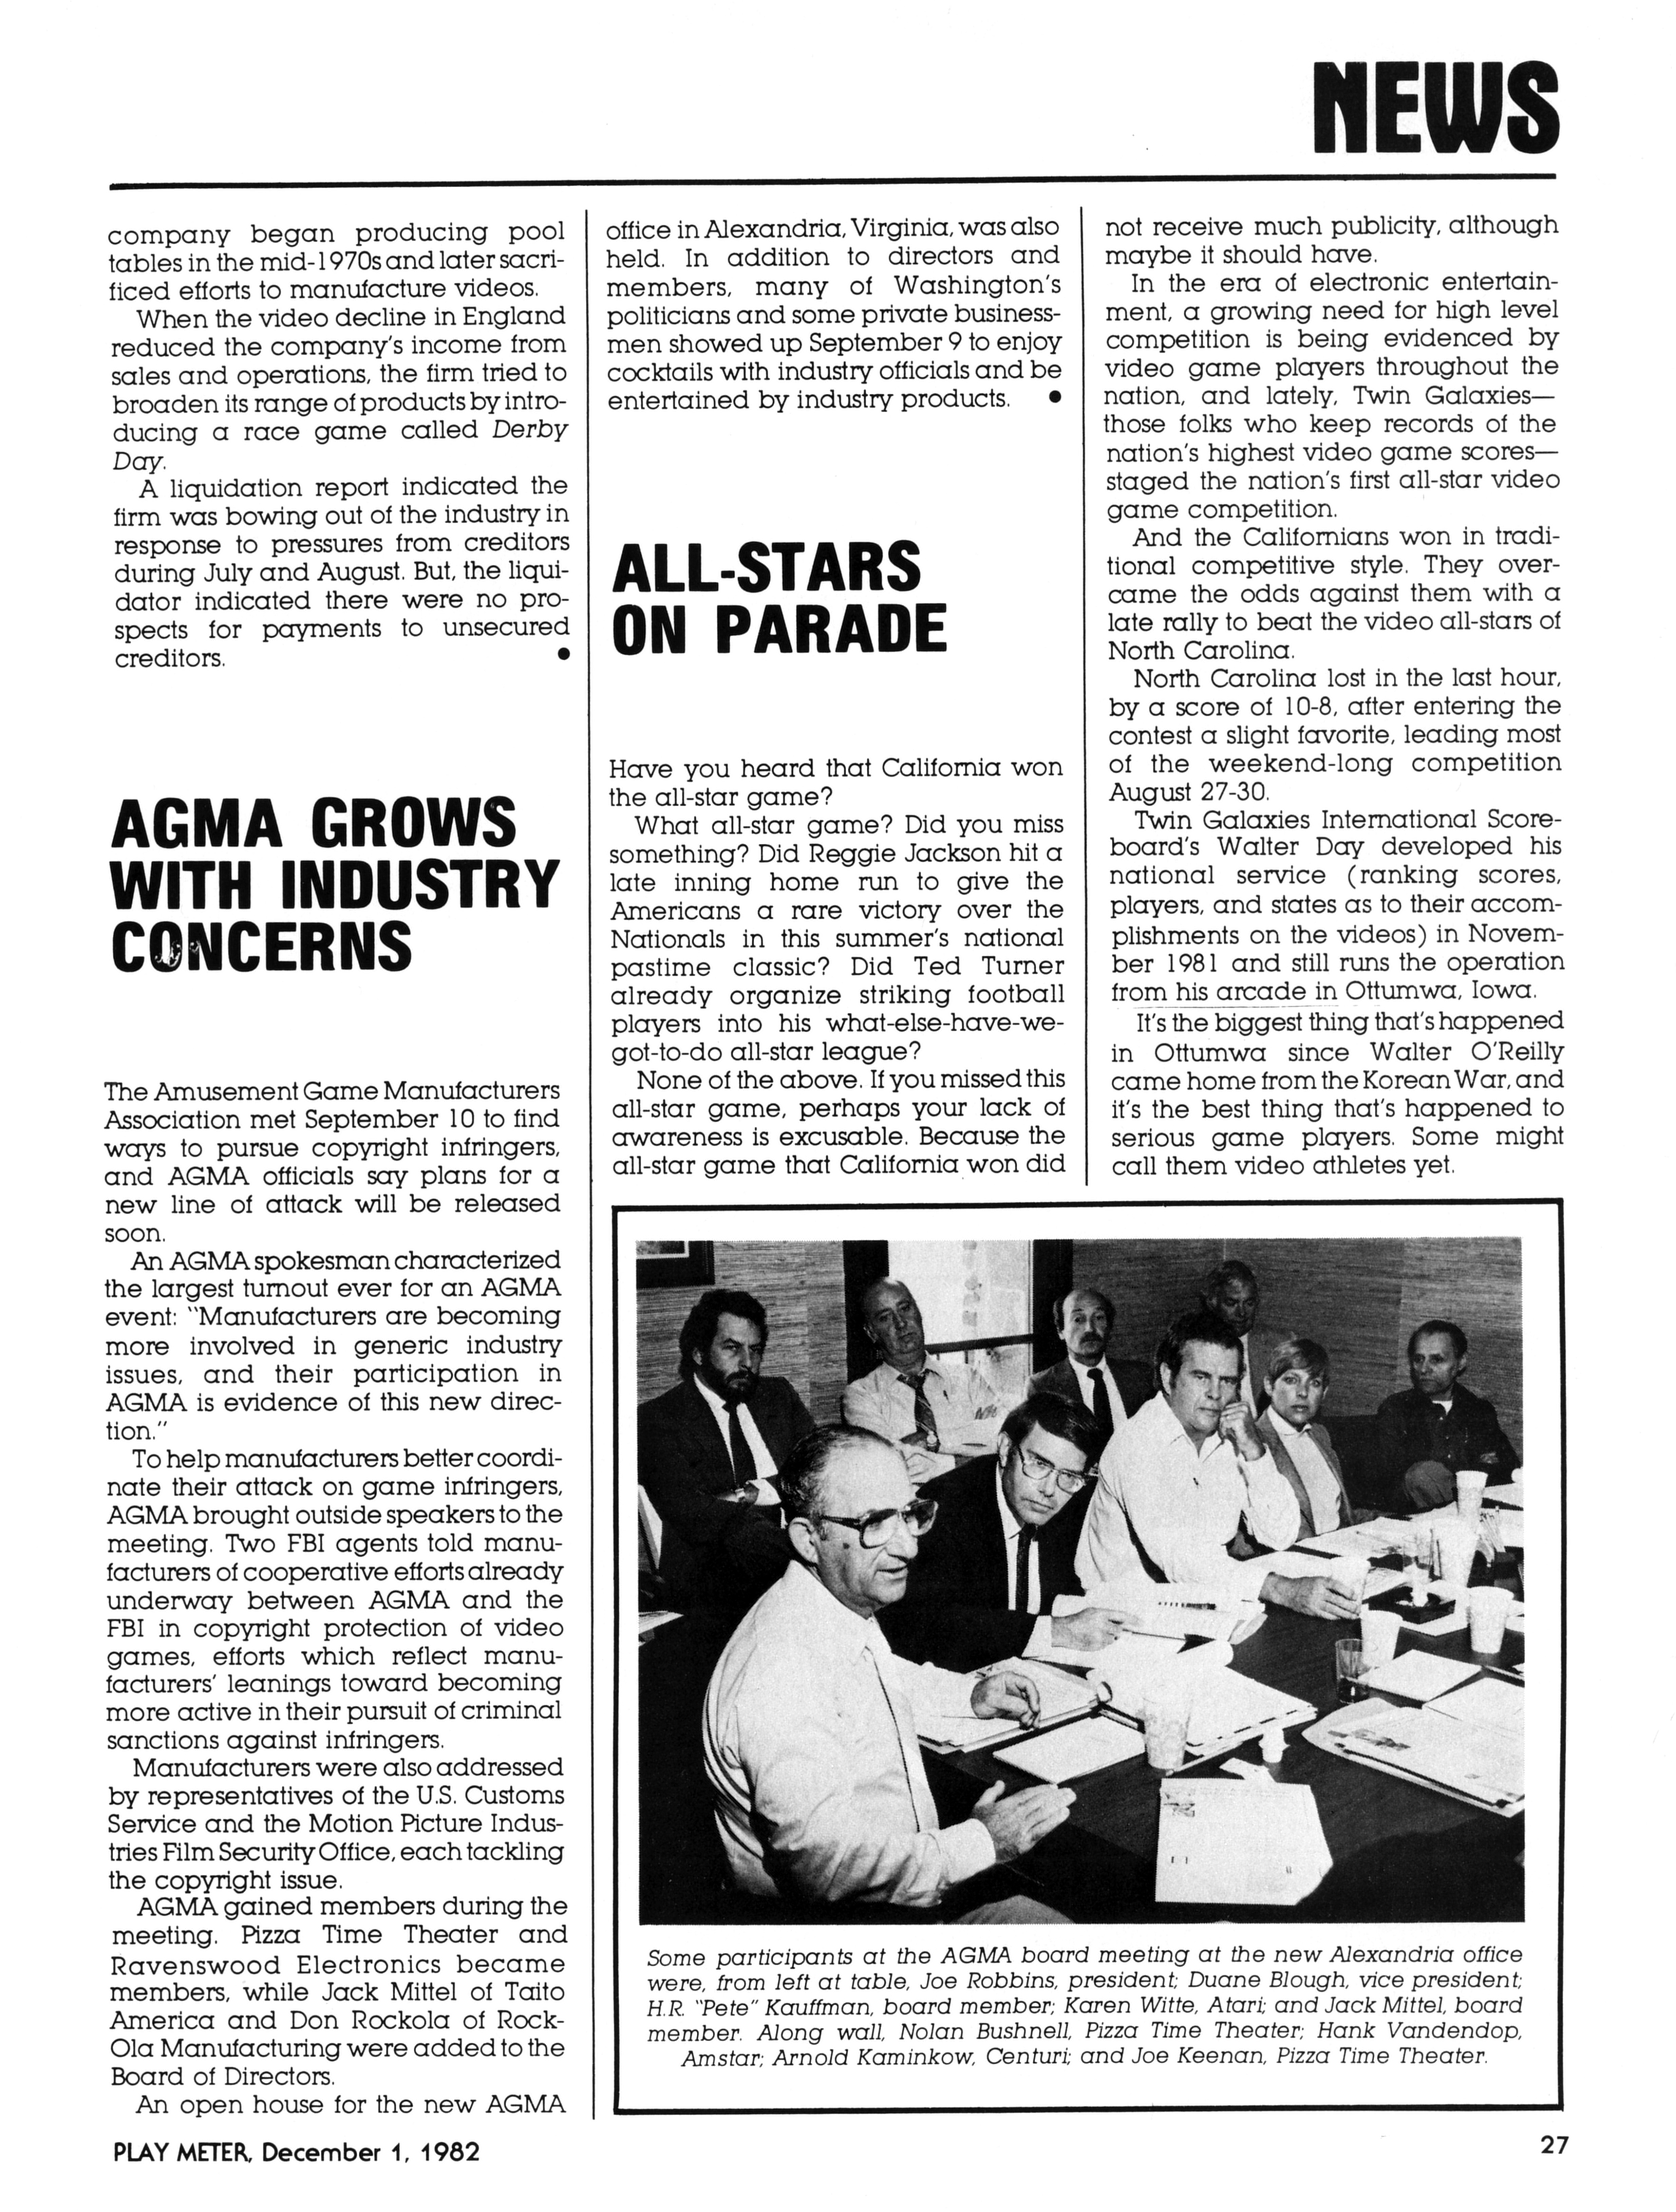 NEWS
company began producing pool
tables in the mid-1970s and later sacri-
ficed efforts to manufacture videos.
When the video decline in England
reduced the company's income from
sales and operations, the firm tried to
broaden its range of products by intro-
ducing a race game called Derby
Day.
A liquidation report indicated the
firm was bowing out of the industry in
response to pressures from creditors
during July and August. But, the liqui-
dator indicated there were no pro-
spects for payments to unsecured
creditors. •
AGMA GROWS
WITH INDUSTRY
CONCERNS
The Amusement Game Manufacturers
Association met September 10 to find
ways to pursue copyright infringers,
and AGMA officials say plans for a
new line of attack will be released
soon.
An AGMA spokesman characterized
the largest turnout ever for an AGMA
event: "Manufacturers are becoming
more involved in generic industry
issues, and their participation in
AGMA is evidence of this new direc-
tion."
To help manufacturers better coordi-
nate their attack on game infringers,
AGMA brought outside speakers to the
meeting. Two FBI agents told manu-
facturers of cooperative efforts already
underway between AGMA and the
FBI in copyright protection of video
games, efforts which reflect manu-
facturers' leanings toward becoming
more active in their pursuit of criminal
sanctions against infringers.
Manufacturers were also addressed
by representatives of the U.S. Customs
Service and the Motion Picture Indus-
tries Film Security Office, each tackling
the copyright issue.
AGMA gained members during the
meeting. Pizza Time Theater and
Ravenswood Electronics became
members, while Jack Mittel of Taito
America and Don Rockola of Rock-
Ola Manufacturing were added to the
Board of Directors.
An open house for the new AGMA
office in Alexandria, Virginia, was also
held. In addition to directors and
members, many of Washington's
politicians and some private business-
men showed up September 9 to enjoy
cocktails with industry officials and be
entertained by industry products. •
ALL-STARS
ON PARADE
Have you heard that California won
the all-star game?
What all-star game? Did you miss
something? Did Reggie Jackson hit a
late inning home run to give the
Americans a rare victory over the
Nationals in this summer's national
pastime classic? Did Ted Turner
already organize striking football
players into his what-else-have-we-
got-to-do all-star league?
None of the above. If you missed this
all-star game, perhaps your lack of
awareness is excusable. Because the
all-star game that California won did
not receive much publicity, although
maybe it should have.
In the era of electronic entertain-
ment, a growing need for high level
competition is being evidenced by
video game players throughout the
nation, and lately, Twin Galaxies—
those folks who keep records of the
nation's highest video game scores—
staged the nation's first all-star video
game competition.
And the Californians won in tradi-
tional competitive style. They over-
came the odds against them with a
late rally to beat the video all-stars of
North Carolina.
North Carolina lost in the last hour,
by a score of 10-8, after entering the
contest a slight favorite, leading most
of the weekend-long competition
August 27-30.
Twin Galaxies International Score-
board's Walter Day developed his
national service (ranking scores,
players, and states as to their accom-
plishments on the videos) in Novem-
ber 1981 and still runs the operation
from his arcade in Ottumwa, Iowa.
It's the biggest thing that's happened
in Ottumwa since Walter O'Reilly
came home from the Korean War, and
it's the best thing that's happened to
serious game players. Some might
call them video athletes yet.
Some participants at the AGMA board meeting at the new Alexandria office
were, from left at table, Joe Robbins, president; Duane Blough, vice president;
H.R. "Pete" Kauffman, board member; Karen Witte, Atari; and Jack Mittel, board
member. Along wall, Nolan Bushnell, Pizza Time Theater; Hank Vandendop,
Amstar; Arnold Kaminkow, Centuri; and Joe Keenan, Pizza Time Theater.
PLAY METER, December 1, 1982
27